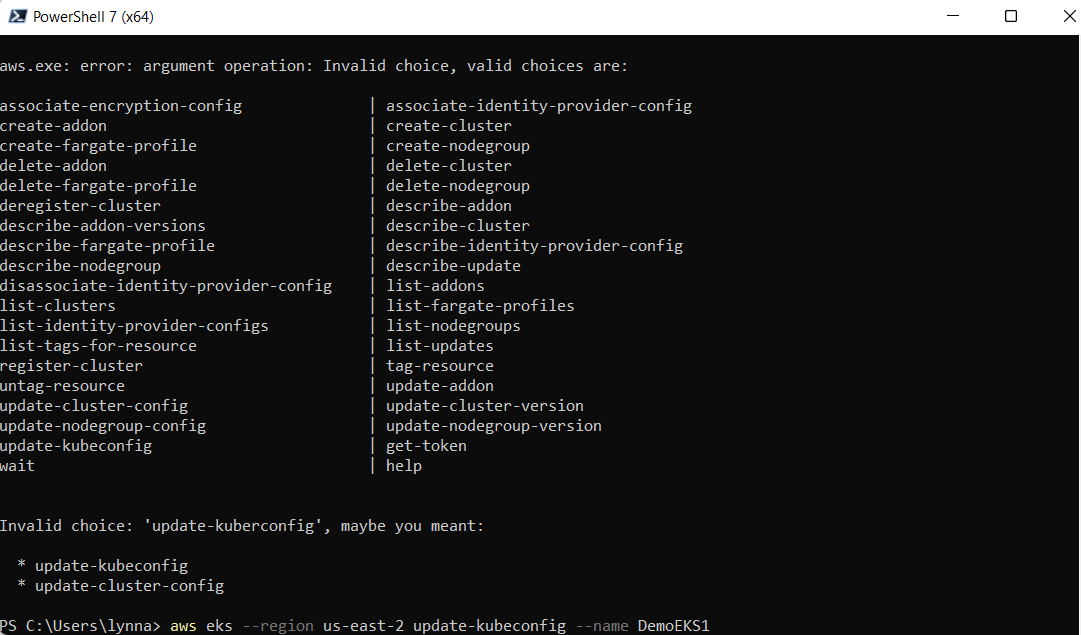 PowerShell 7 (x64)
aws.exe: error: argument operation: Invalid choice, valid choices are:
associate-encryption-config | associate-identity-provider-config
create-addon | create-cluster
create-fargate-profile | create-nodegroup
delete-addon | delete-cluster
delete-fargate-profile | delete-nodegroup
deregister-cluster | describe-addon
describe-addon-versions | describe-cluster
describe-fargate-profile | describe-identity-provider-config
describe-nodegroup | describe-update
disassociate-identity-provider-config | list-addons
list-clusters | list-fargate-profiles
list-identity-provider-configs | list-nodegroups
list-tags-for-resource | list-updates
register-cluster | tag-resource
untag-resource | update-addon
update-cluster-config | update-cluster-version
update-nodegroup-config | update-nodegroup-version
update-kubeconfig | get-token
wait | help
Invalid choice: 'update-kuberconfig', maybe you meant:
* update-kubeconfig
* update-cluster-config
PS C:\Users\lynna> aws eks --region us-east-2 update-kubeconfig --name DemoEKS1